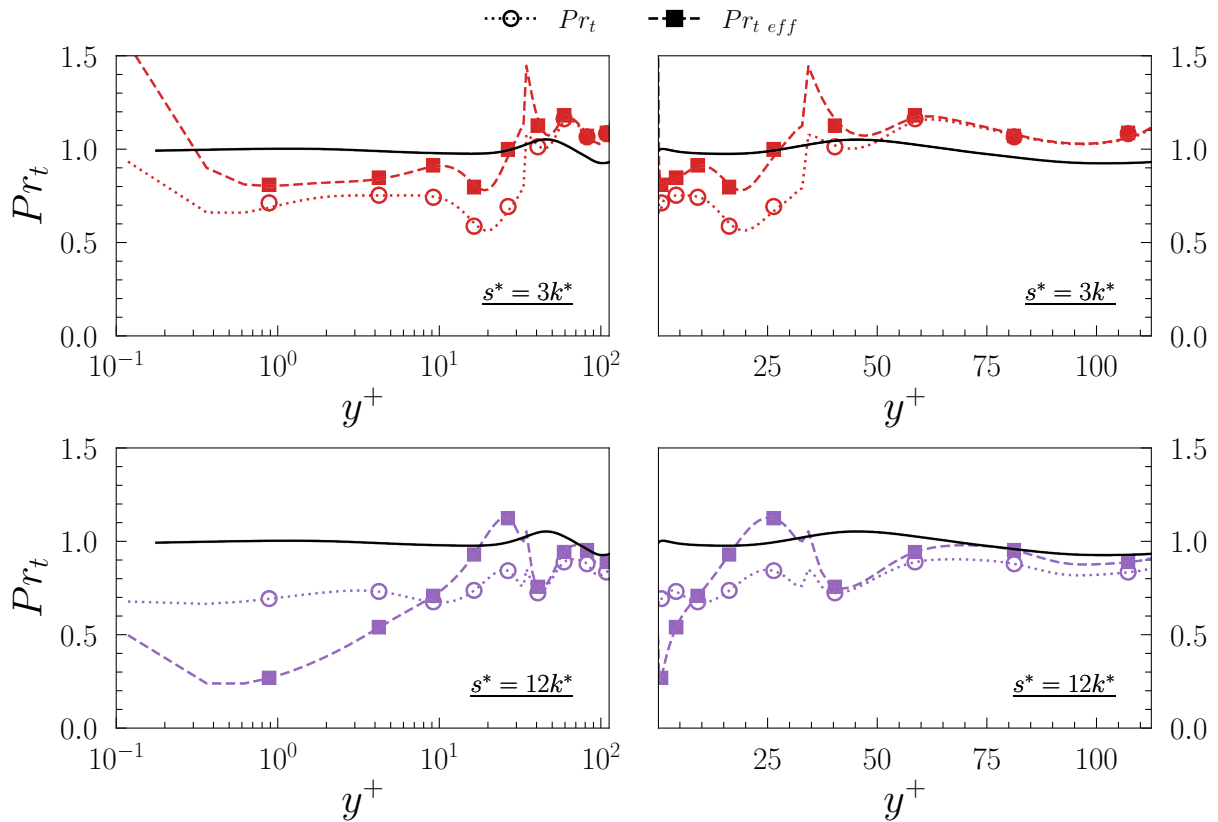 Pr_t Pr_{t eff}
1.5 1.5
1.0 1.0
0.5 0.5
0.0 0.0
Pr_t
s* = 3k* s* = 3k*
10^{-1} 10^0 10^1 10^2 25 50 75 100
y^+ y^+
1.5 1.5
1.0 1.0
0.5 0.5
0.0 0.0
Pr_t
s* = 12k* s* = 12k*
10^{-1} 10^0 10^1 10^2 25 50 75 100
y^+ y^+